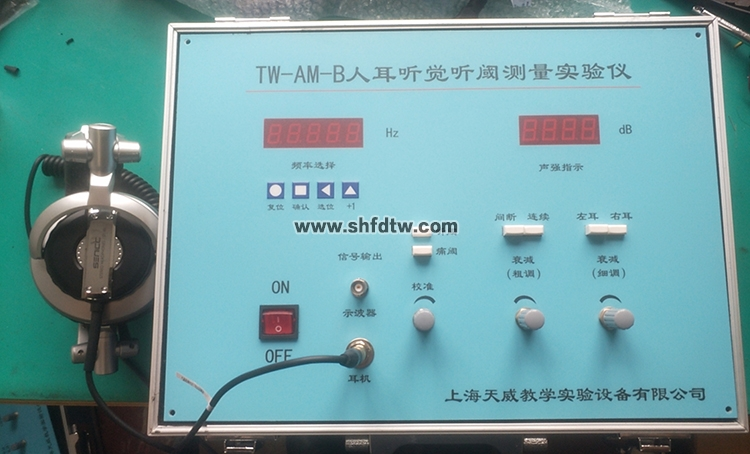 TW-AM-B人耳听觉听阈测量实验仪
Hz
dB
频率选择
声强指示
复位 确认 选位 +1
www.shfdtw.com
间断 连续
左耳 右耳
痛阈
信号输出
衰减
(粗调)
衰减
(细调)
ON
校准
示波器
OFF
耳机
上海天威教学实验设备有限公司